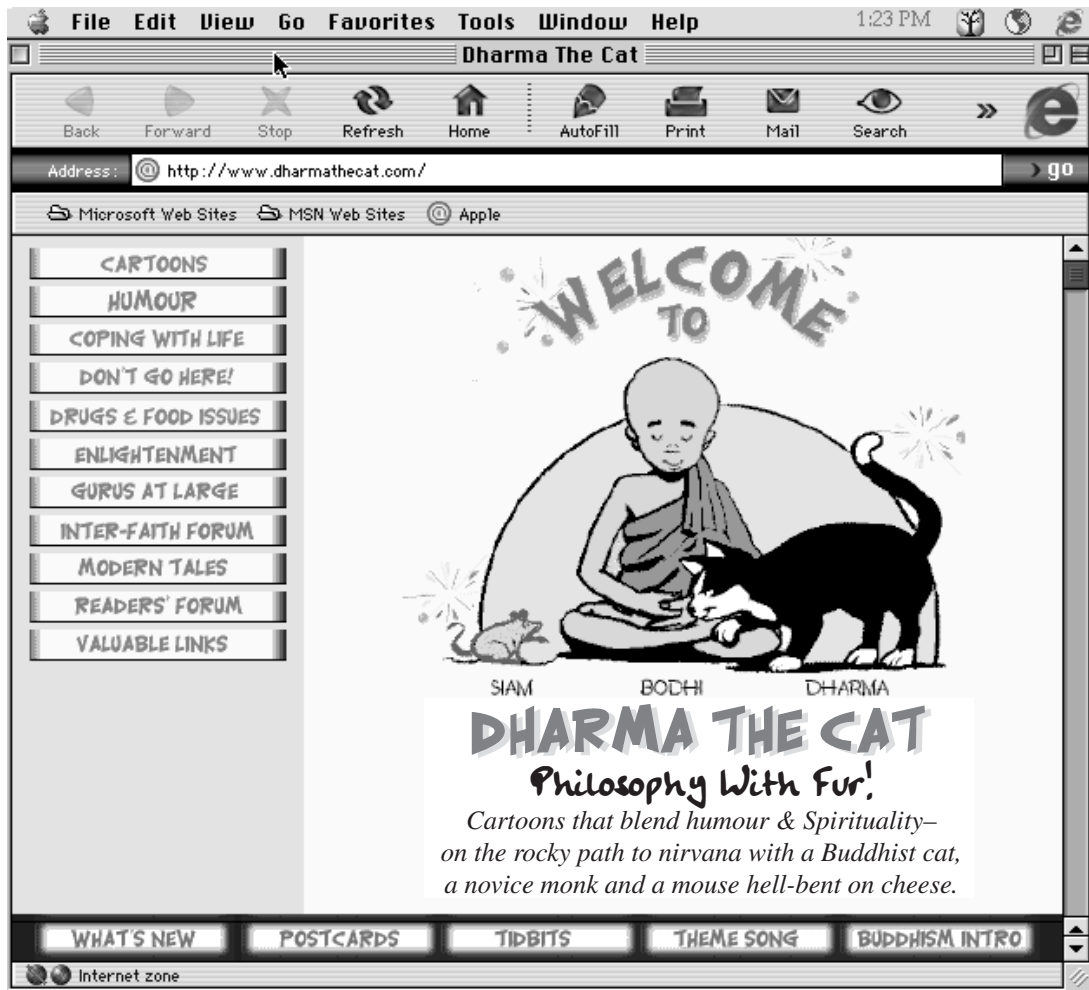 File Edit View Go Favorites Tools Window Help 1:23 PM
Dharma The Cat
Back Forward Stop Refresh Home AutoFill Print Mail Search »
Address: http://www.dharmathecat.com/ go
Microsoft Web Sites MSN Web Sites Apple
CARTOONS
HUMOUR
COPING WITH LIFE
DON'T GO HERE!
DRUGS & FOOD ISSUES
ENLIGHTENMENT
GURUS AT LARGE
INTER-FAITH FORUM
MODERN TALES
READERS' FORUM
VALUABLE LINKS
WELCOME
TO
SIAM BODHI DHARMA
DHARMA THE CAT
Philosophy With Fur!
Cartoons that blend humour & Spirituality–
on the rocky path to nirvana with a Buddhist cat,
a novice monk and a mouse hell-bent on cheese.
WHAT'S NEW POSTCARDS TIDBITS THEME SONG BUDDHISM INTRO
Internet zone